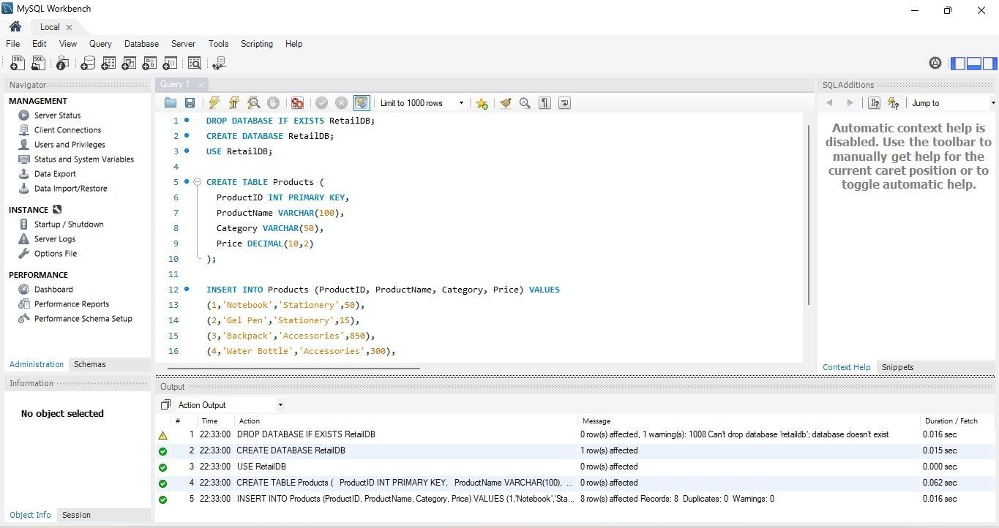 MySQL Workbench
Local
File Edit View Query Database Server Tools Scripting Help
Navigator
MANAGEMENT
Server Status
Client Connections
Users and Privileges
Status and System Variables
Data Export
Data Import/Restore
INSTANCE
Startup / Shutdown
Server Logs
Options File
PERFORMANCE
Dashboard
Performance Reports
Performance Schema Setup
Administration Schemas
Information
No object selected
Object Info Session
Query 1
Limit to 1000 rows
1 DROP DATABASE IF EXISTS RetailDB;
2 CREATE DATABASE RetailDB;
3 USE RetailDB;
4
5 CREATE TABLE Products (
6 ProductID INT PRIMARY KEY,
7 ProductName VARCHAR(100),
8 Category VARCHAR(50),
9 Price DECIMAL(10,2)
10 );
11
12 INSERT INTO Products (ProductID, ProductName, Category, Price) VALUES
13 (1,'Notebook','Stationery',50),
14 (2,'Gel Pen','Stationery',15),
15 (3,'Backpack','Accessories',850),
16 (4,'Water Bottle','Accessories',300),
SQLAdditions
Jump to
Automatic context help is
disabled. Use the toolbar to
manually get help for the
current caret position or to
toggle automatic help.
Context Help Snippets
Output
Action Output
# Time Action Message Duration / Fetch
1 22:33:00 DROP DATABASE IF EXISTS RetailDB 0 row(s) affected, 1 warning(s): 1008 Can't drop database 'retaildb'; database doesn't exist 0.016 sec
2 22:33:00 CREATE DATABASE RetailDB 1 row(s) affected 0.015 sec
3 22:33:00 USE RetailDB 0 row(s) affected 0.000 sec
4 22:33:00 CREATE TABLE Products ( ProductID INT PRIMARY KEY, ProductName VARCHAR(100), ... 0 row(s) affected 0.062 sec
5 22:33:00 INSERT INTO Products (ProductID, ProductName, Category, Price) VALUES (1,'Notebook','Sta... 8 row(s) affected Records: 8 Duplicates: 0 Warnings: 0 0.016 sec